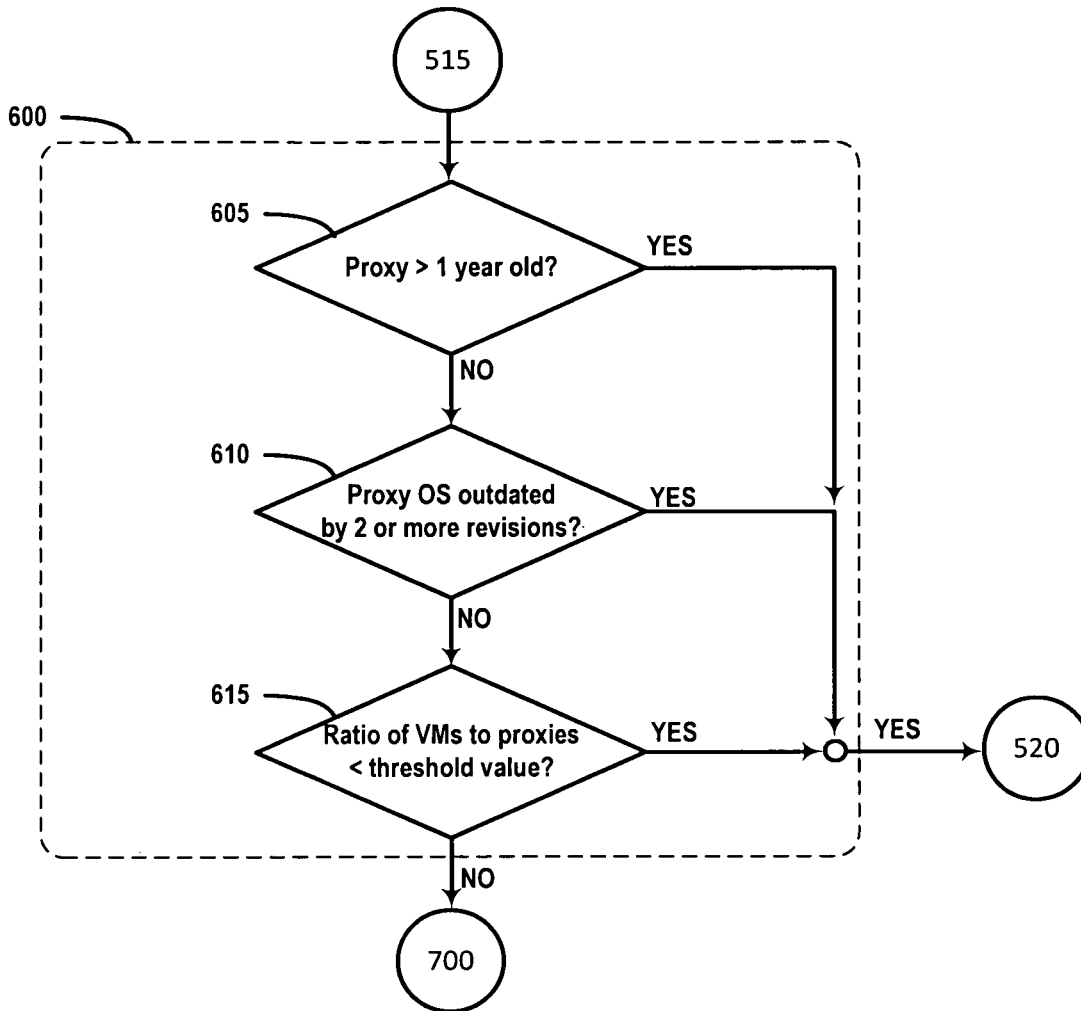 515
600
605
Proxy > 1 year old?
YES
NO
610
Proxy OS outdated
by 2 or more revisions?
YES
NO
615
Ratio of VMs to proxies
< threshold value?
YES
YES
520
NO
700